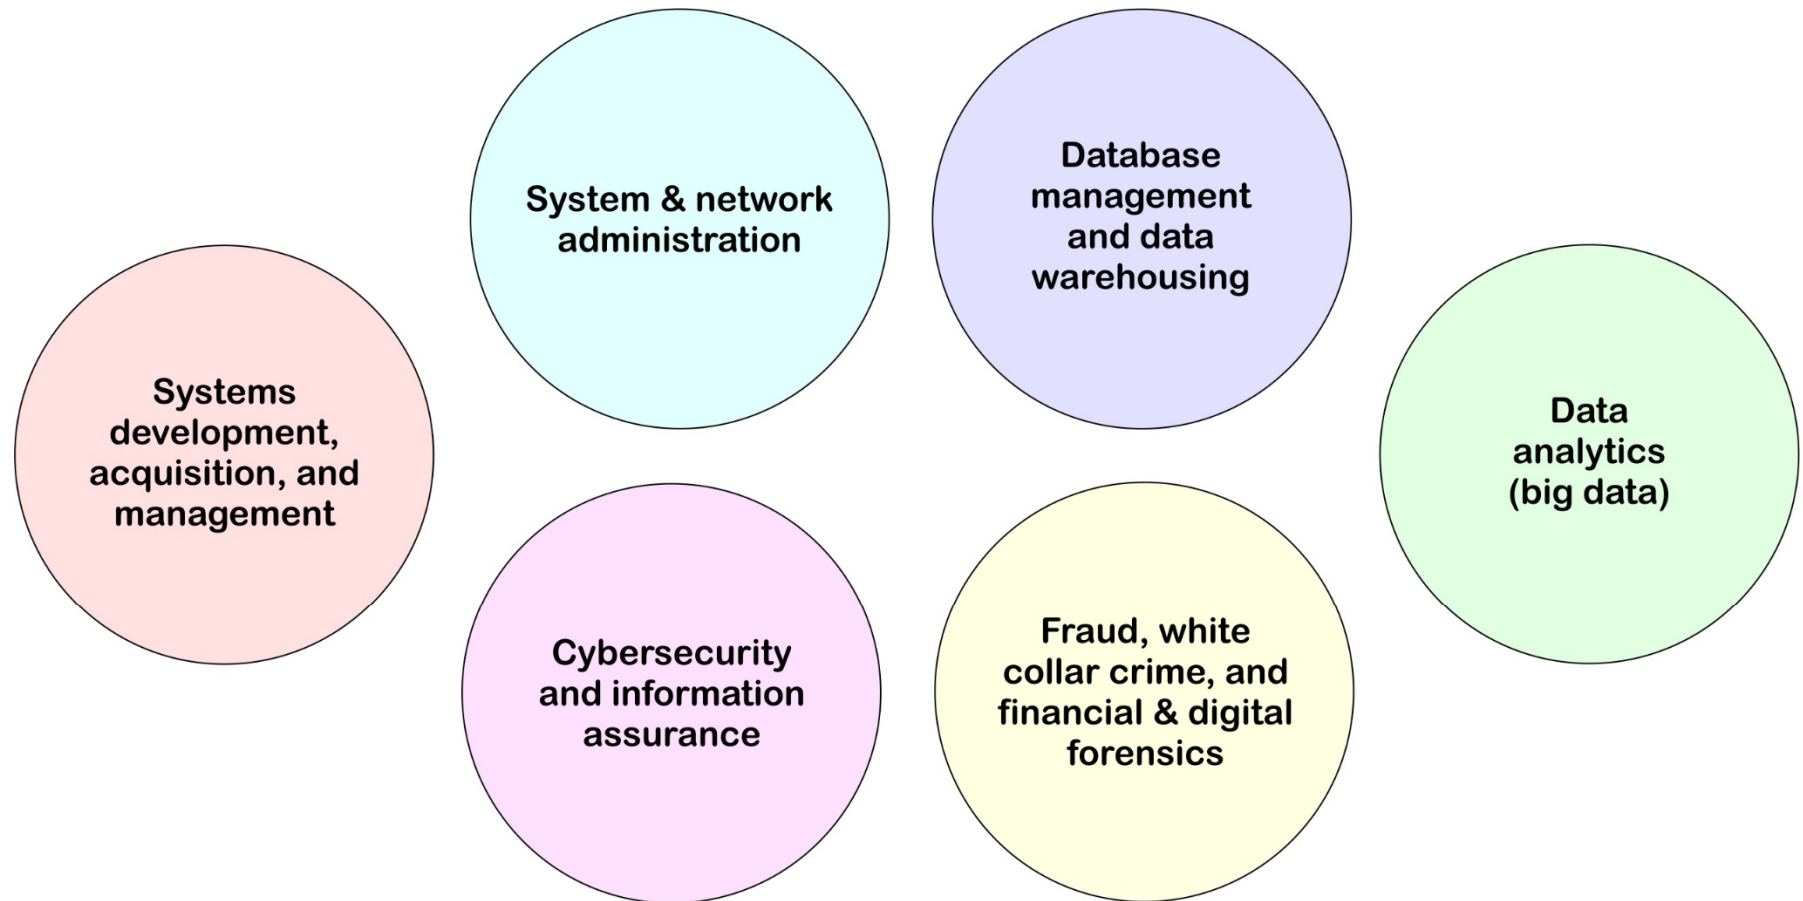 System & network
administration
Database
management
and data
warehousing
Systems
development,
acquisition, and
management
Data
analytics
(big data)
Cybersecurity
and information
assurance
Fraud, white
collar crime, and
financial & digital
forensics